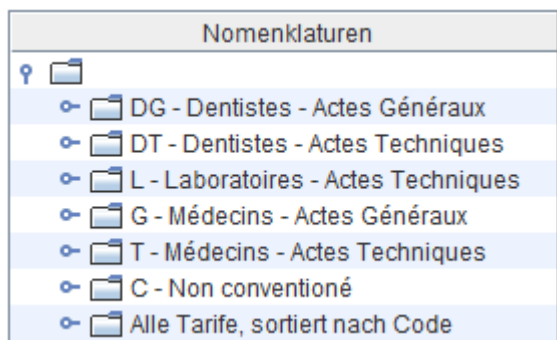 Nomenklaturen
DG - Dentistes - Actes Généraux
DT - Dentistes - Actes Techniques
L - Laboratoires - Actes Techniques
G - Médecins - Actes Généraux
T - Médecins - Actes Techniques
C - Non conventioné
Alle Tarife, sortiert nach Code